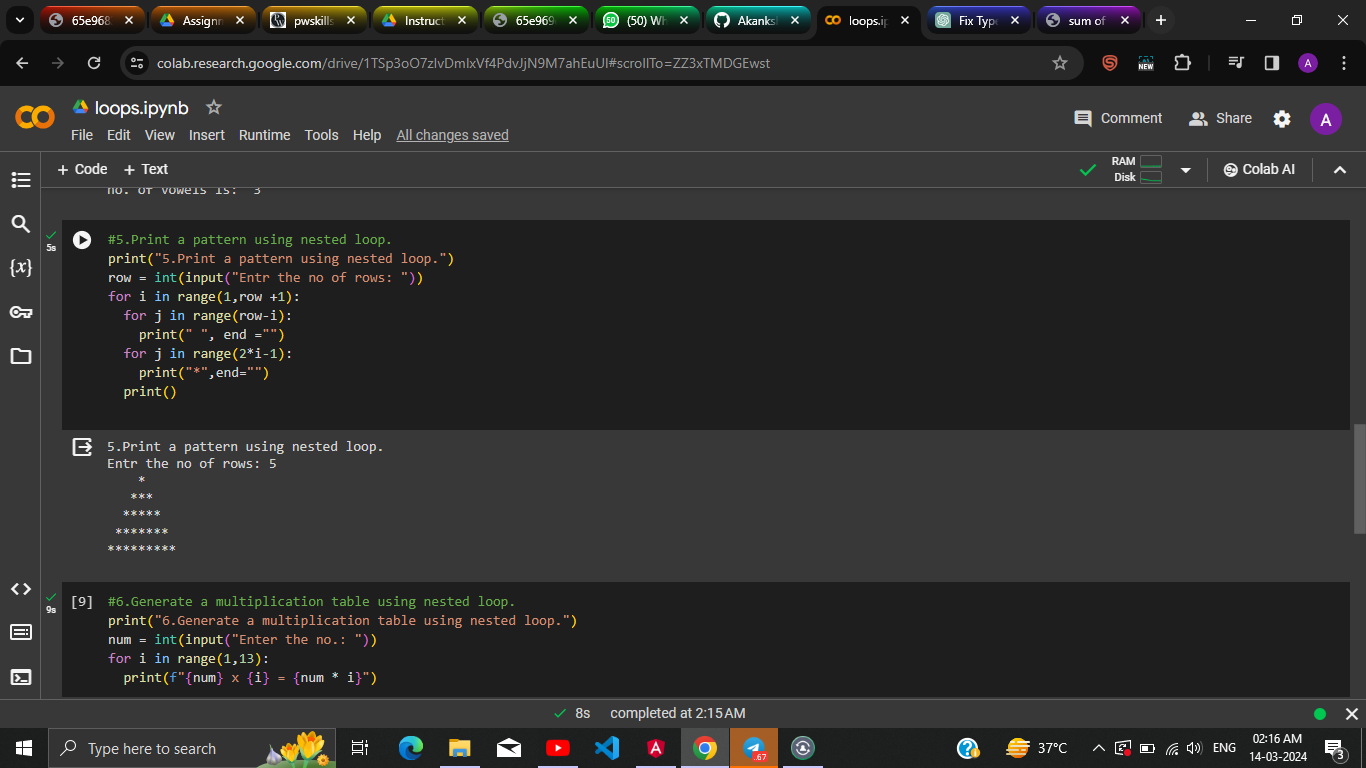 65e968
Assignm
pwskills
Instruct
65e969
(50) Wh
Akanks
loops.ip
Fix Type
sum of
colab.research.google.com/drive/1TSp3oO7zlvDmlxVf4PdvJjN9M7ahEuUI#scrollTo=ZZ3xTMDGEwst
NEW
A
loops.ipynb
File Edit View Insert Runtime Tools Help All changes saved
Comment
Share
A
+ Code + Text
RAM
Disk
Colab AI
no. of vowels is: 3
5s
#5.Print a pattern using nested loop.
print("5.Print a pattern using nested loop.")
row = int(input("Entr the no of rows: "))
for i in range(1,row +1):
  for j in range(row-i):
    print(" ", end ="")
  for j in range(2*i-1):
    print("*",end="")
  print()
5.Print a pattern using nested loop.
Entr the no of rows: 5
    *
   ***
  *****
 *******
*********
9s
[9]
#6.Generate a multiplication table using nested loop.
print("6.Generate a multiplication table using nested loop.")
num = int(input("Enter the no.: "))
for i in range(1,13):
  print(f"{num} x {i} = {num * i}")
8s completed at 2:15 AM
Type here to search
.67
37°C
ENG
02:16 AM
14-03-2024
3